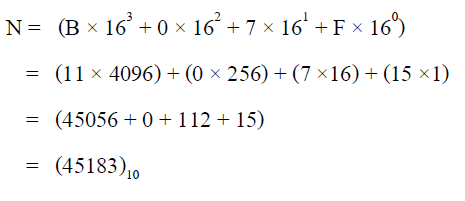 N = (B × 16³ + 0 × 16² + 7 × 16¹ + F × 16⁰)
= (11 × 4096) + (0 × 256) + (7 ×16) + (15 ×1)
= (45056 + 0 + 112 + 15)
= (45183)₁₀